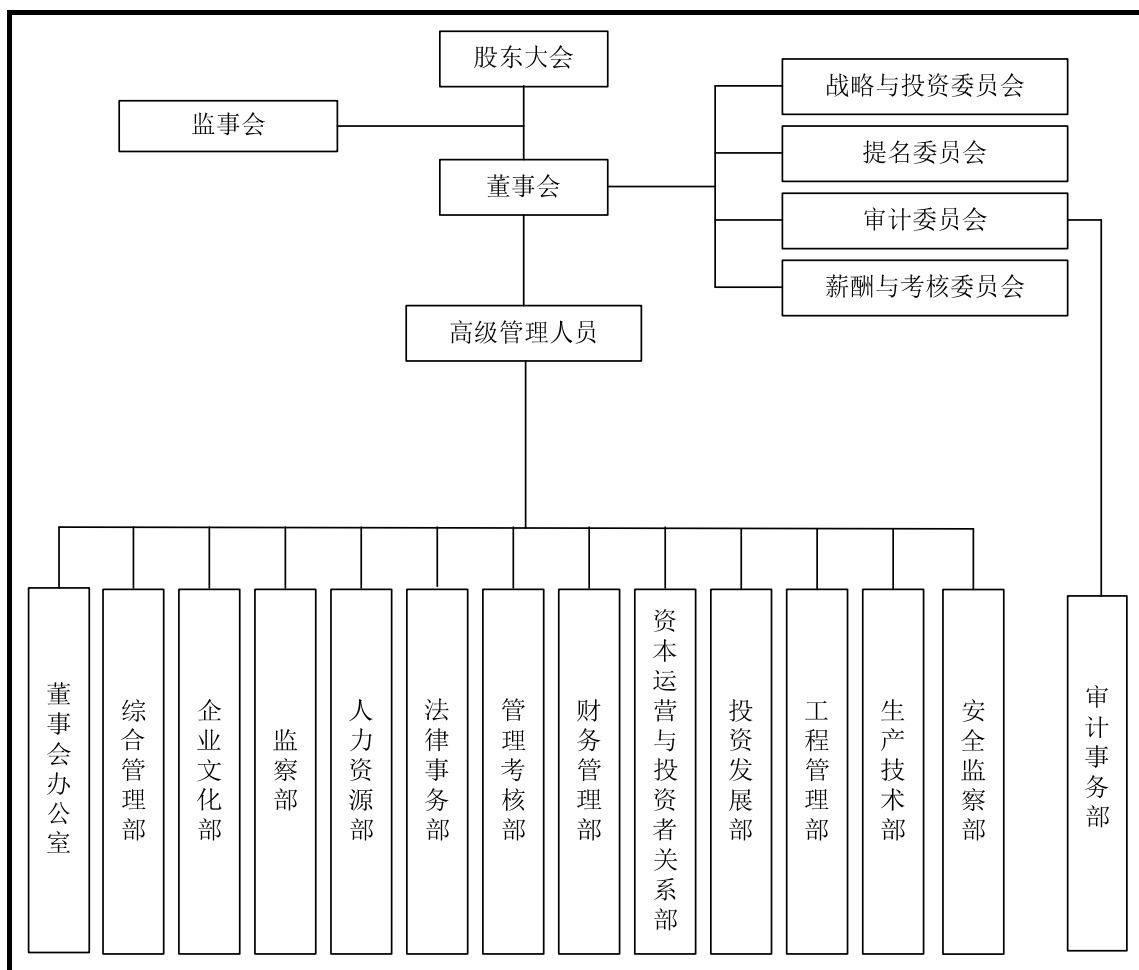 股东大会
战略与投资委员会
监事会
提名委员会
董事会
审计委员会
薪酬与考核委员会
高级管理人员
董事会办公室
综合管理部
企业文化部
监察部
人力资源部
法律事务部
管理考核部
财务管理部
资本运营与投资者关系部
投资发展部
工程管理部
生产技术部
安全监察部
审计事务部